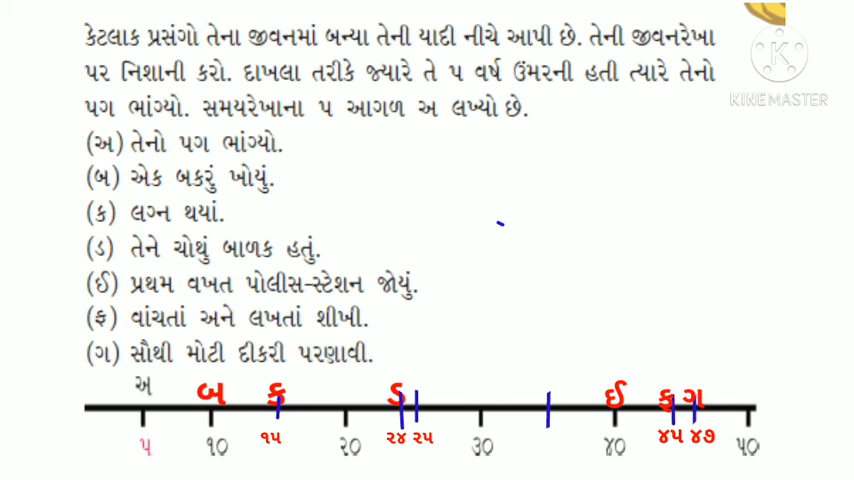 કેટલાક પ્રસંગો તેના જીવનમાં બન્યા તેની યાદી નીચે આપી છે. તેની જીવનરેખા
પર નિશાની કરો. દાખલા તરીકે જ્યારે તે ૫ વર્ષ ઉંમરની હતી ત્યારે તેનો
પગ ભાંગ્યો. સમયરેખાના ૫ આગળ અ લખ્યો છે.
KINEMASTER
(અ) તેનો પગ ભાંગ્યો.
(બ) એક બકરું ખોયું.
(ક) લગ્ન થયાં.
(ડ) તેને ચોથું બાળક હતું.
(ઈ) પ્રથમ વખત પોલીસ-સ્ટેશન જોયું.
(ફ) વાંચતાં અને લખતાં શીખી.
(ગ) સૌથી મોટી દીકરી પરણાવી.
અ બ ક ડ ઈ ફ ગ
૫ ૧૦ ૧૫ ૨૦ ૨૪ ૨૫ ૩૦ ૪૦ ૪૫ ૪૭ ૫૦